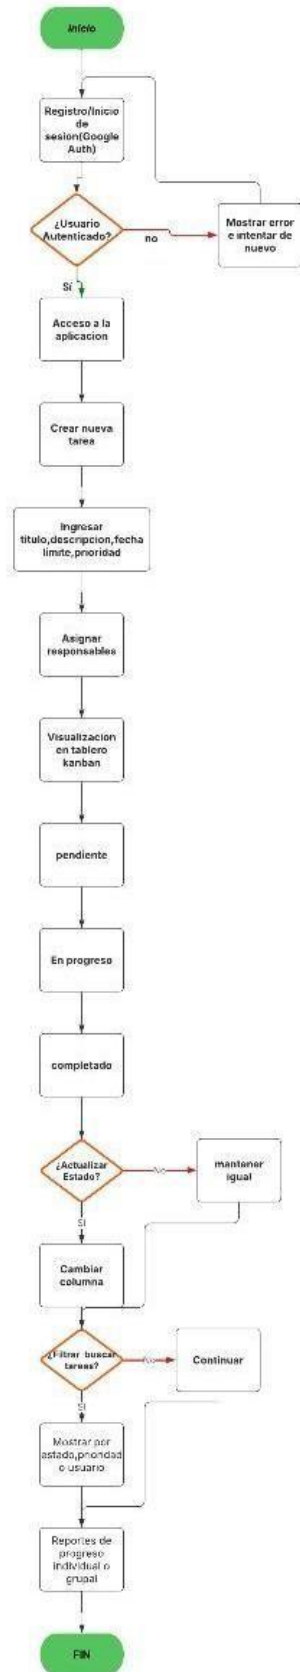 Inicio
Registro/Inicio
de
sesion(Google
Auth)
¿Usuario
Autenticado?
no
Mostrar error
e intentar de
nuevo
Sí
Acceso a la
aplicacion
Crear nueva
tarea
Ingresar
titulo,descripcion,fecha
limite,prioridad
Asignar
responsables
Visualizacion
en tablero
kanban
pendiente
En progreso
completado
¿Actualizar
Estado?
No
mantener
igual
Si
Cambiar
columna
¿Filtrar buscar
tareas?
No
Continuar
Si
Mostrar por
estado,prioridad
o usuario
Reportes de
progreso
individual o
grupal
FIN